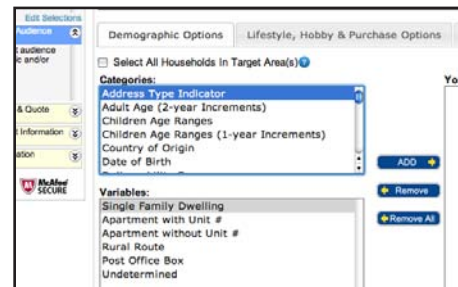 Edit Selections
Audience
t audience
ic and/or
& Quote
t Information
ation
McAfee
SECURE
Demographic Options
Lifestyle, Hobby & Purchase Options
Select All Households In Target Area(s)
Categories:
Yo
Address Type Indicator
Adult Age (2-year Increments)
Children Age Ranges
Children Age Ranges (1-year Increments)
Country of Origin
Date of Birth
ADD
Remove
Remove All
Variables:
Single Family Dwelling
Apartment with Unit #
Apartment without Unit #
Rural Route
Post Office Box
Undetermined